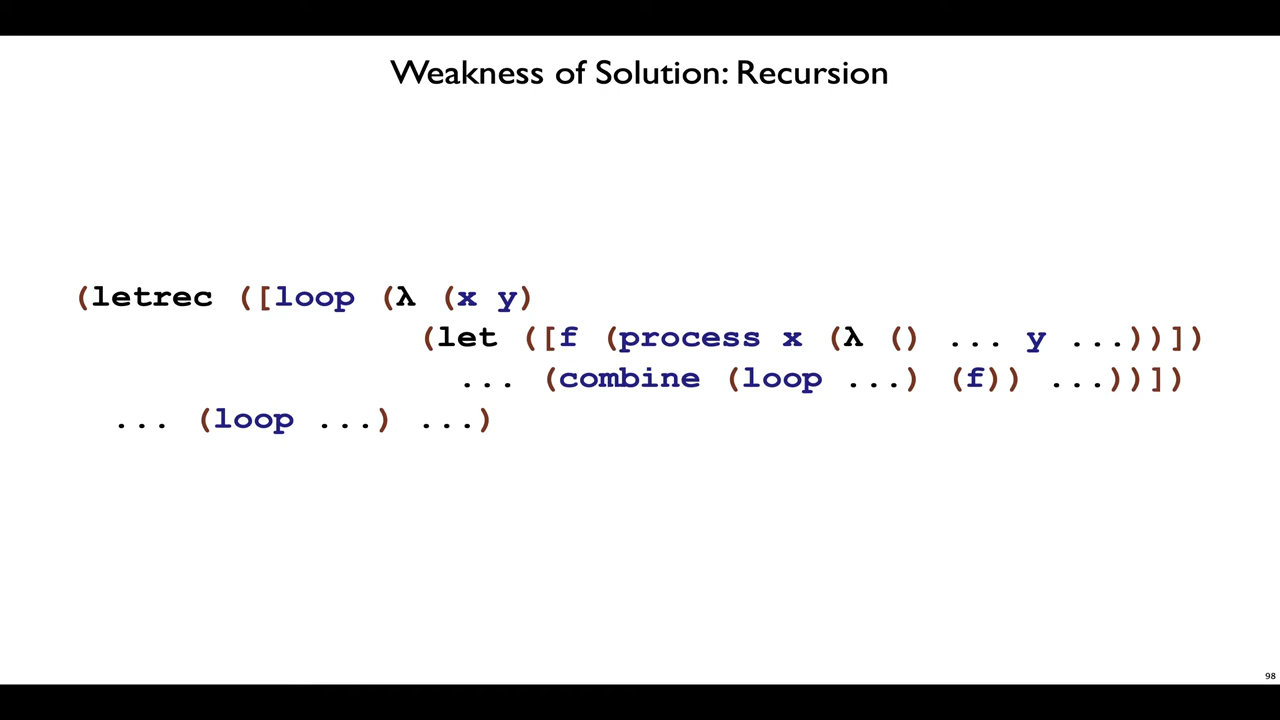 Weakness of Solution: Recursion
(letrec ([loop (λ (x y)
(let ([f (process x (λ () ... y ...))])
... (combine (loop ...) (f)) ...))])
... (loop ...) ...)
98